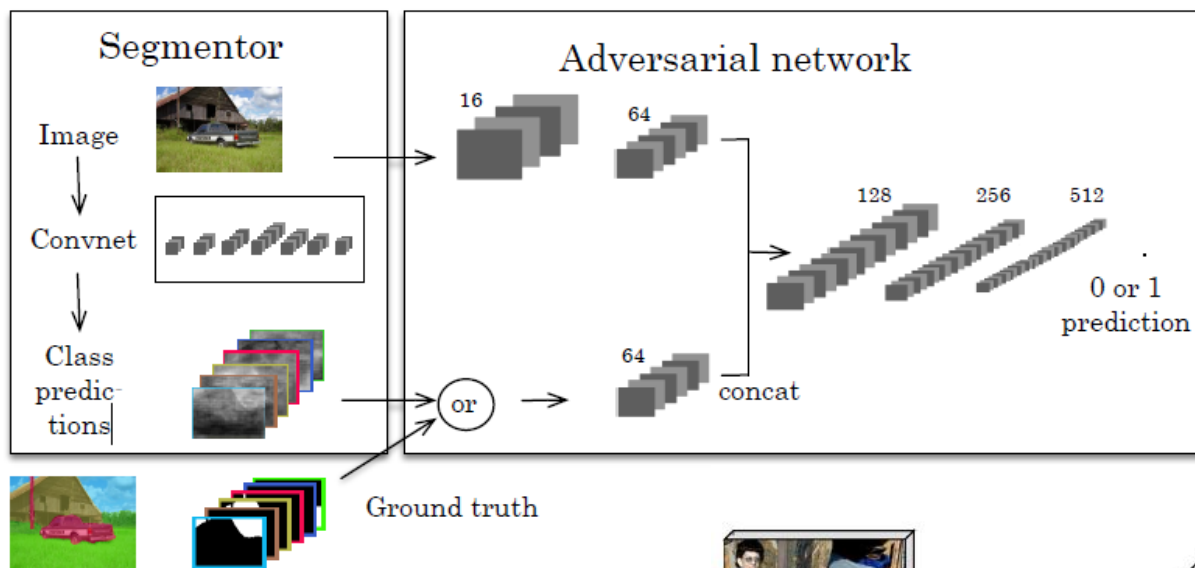 Segmentor
Adversarial network
Image
16
64
Convnet
128
256
512
0 or 1
prediction
Class
predic-
tions
or
64
concat
Ground truth